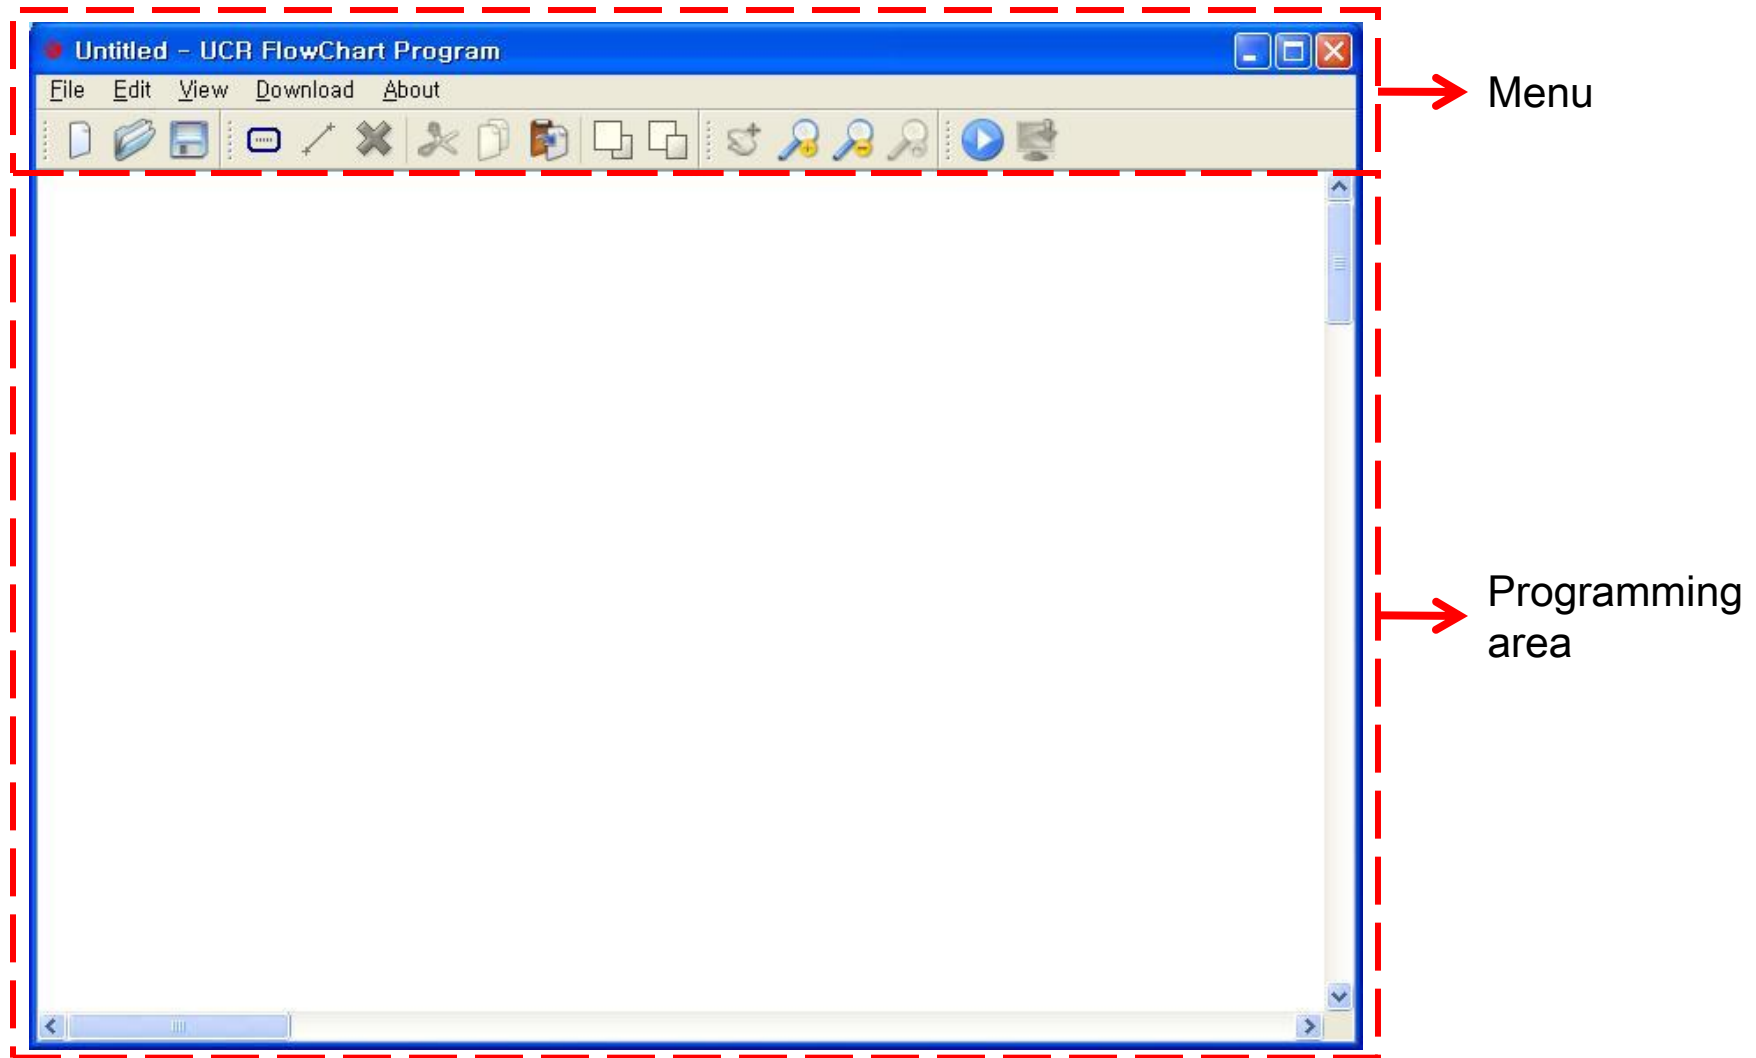 Untitled - UCR FlowChart Program
File Edit View Download About
Menu
Programming
area